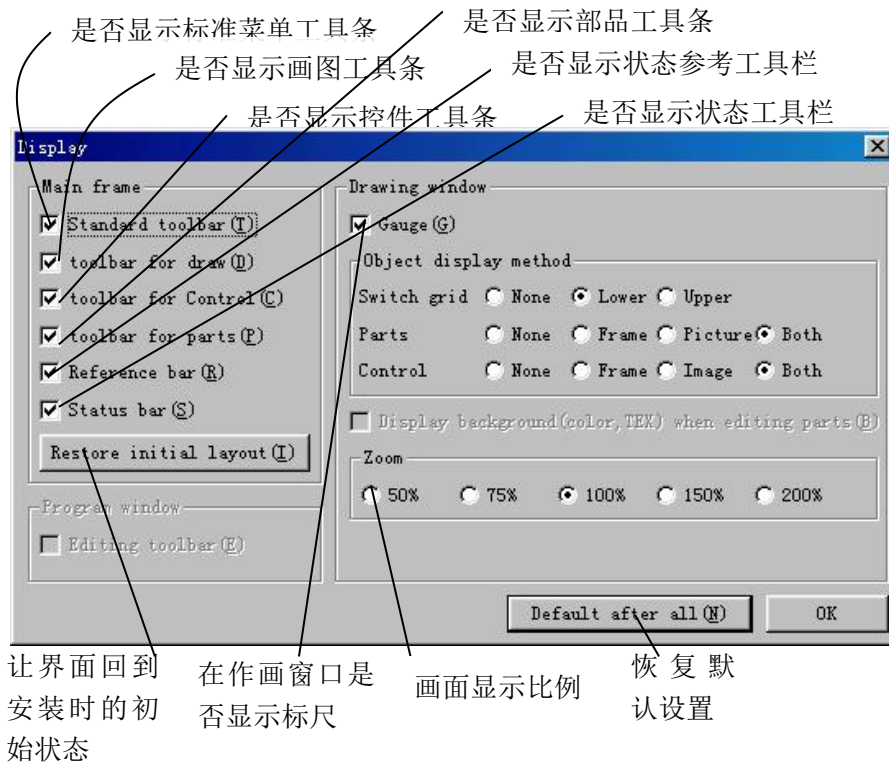 是否显示标准菜单工具条
是否显示部品工具条
是否显示画图工具条
是否显示状态参考工具栏
是否显示控件工具条
是否显示状态工具栏
Display
Main frame
Standard toolbar(T)
toolbar for draw(D)
toolbar for Control(C)
toolbar for parts(P)
Reference bar(R)
Status bar(S)
Restore initial layout(I)
Program window
Editing toolbar(E)
Drawing window
Gauge(G)
Object display method
Switch grid None Lower Upper
Parts None Frame Picture Both
Control None Frame Image Both
Display background(color,TEX) when editing parts(B)
Zoom
50% 75% 100% 150% 200%
Default after all(N)
OK
让界面回到
安装时的初
始状态
在作画窗口是
否显示标尺
画面显示比例
恢复默
认设置